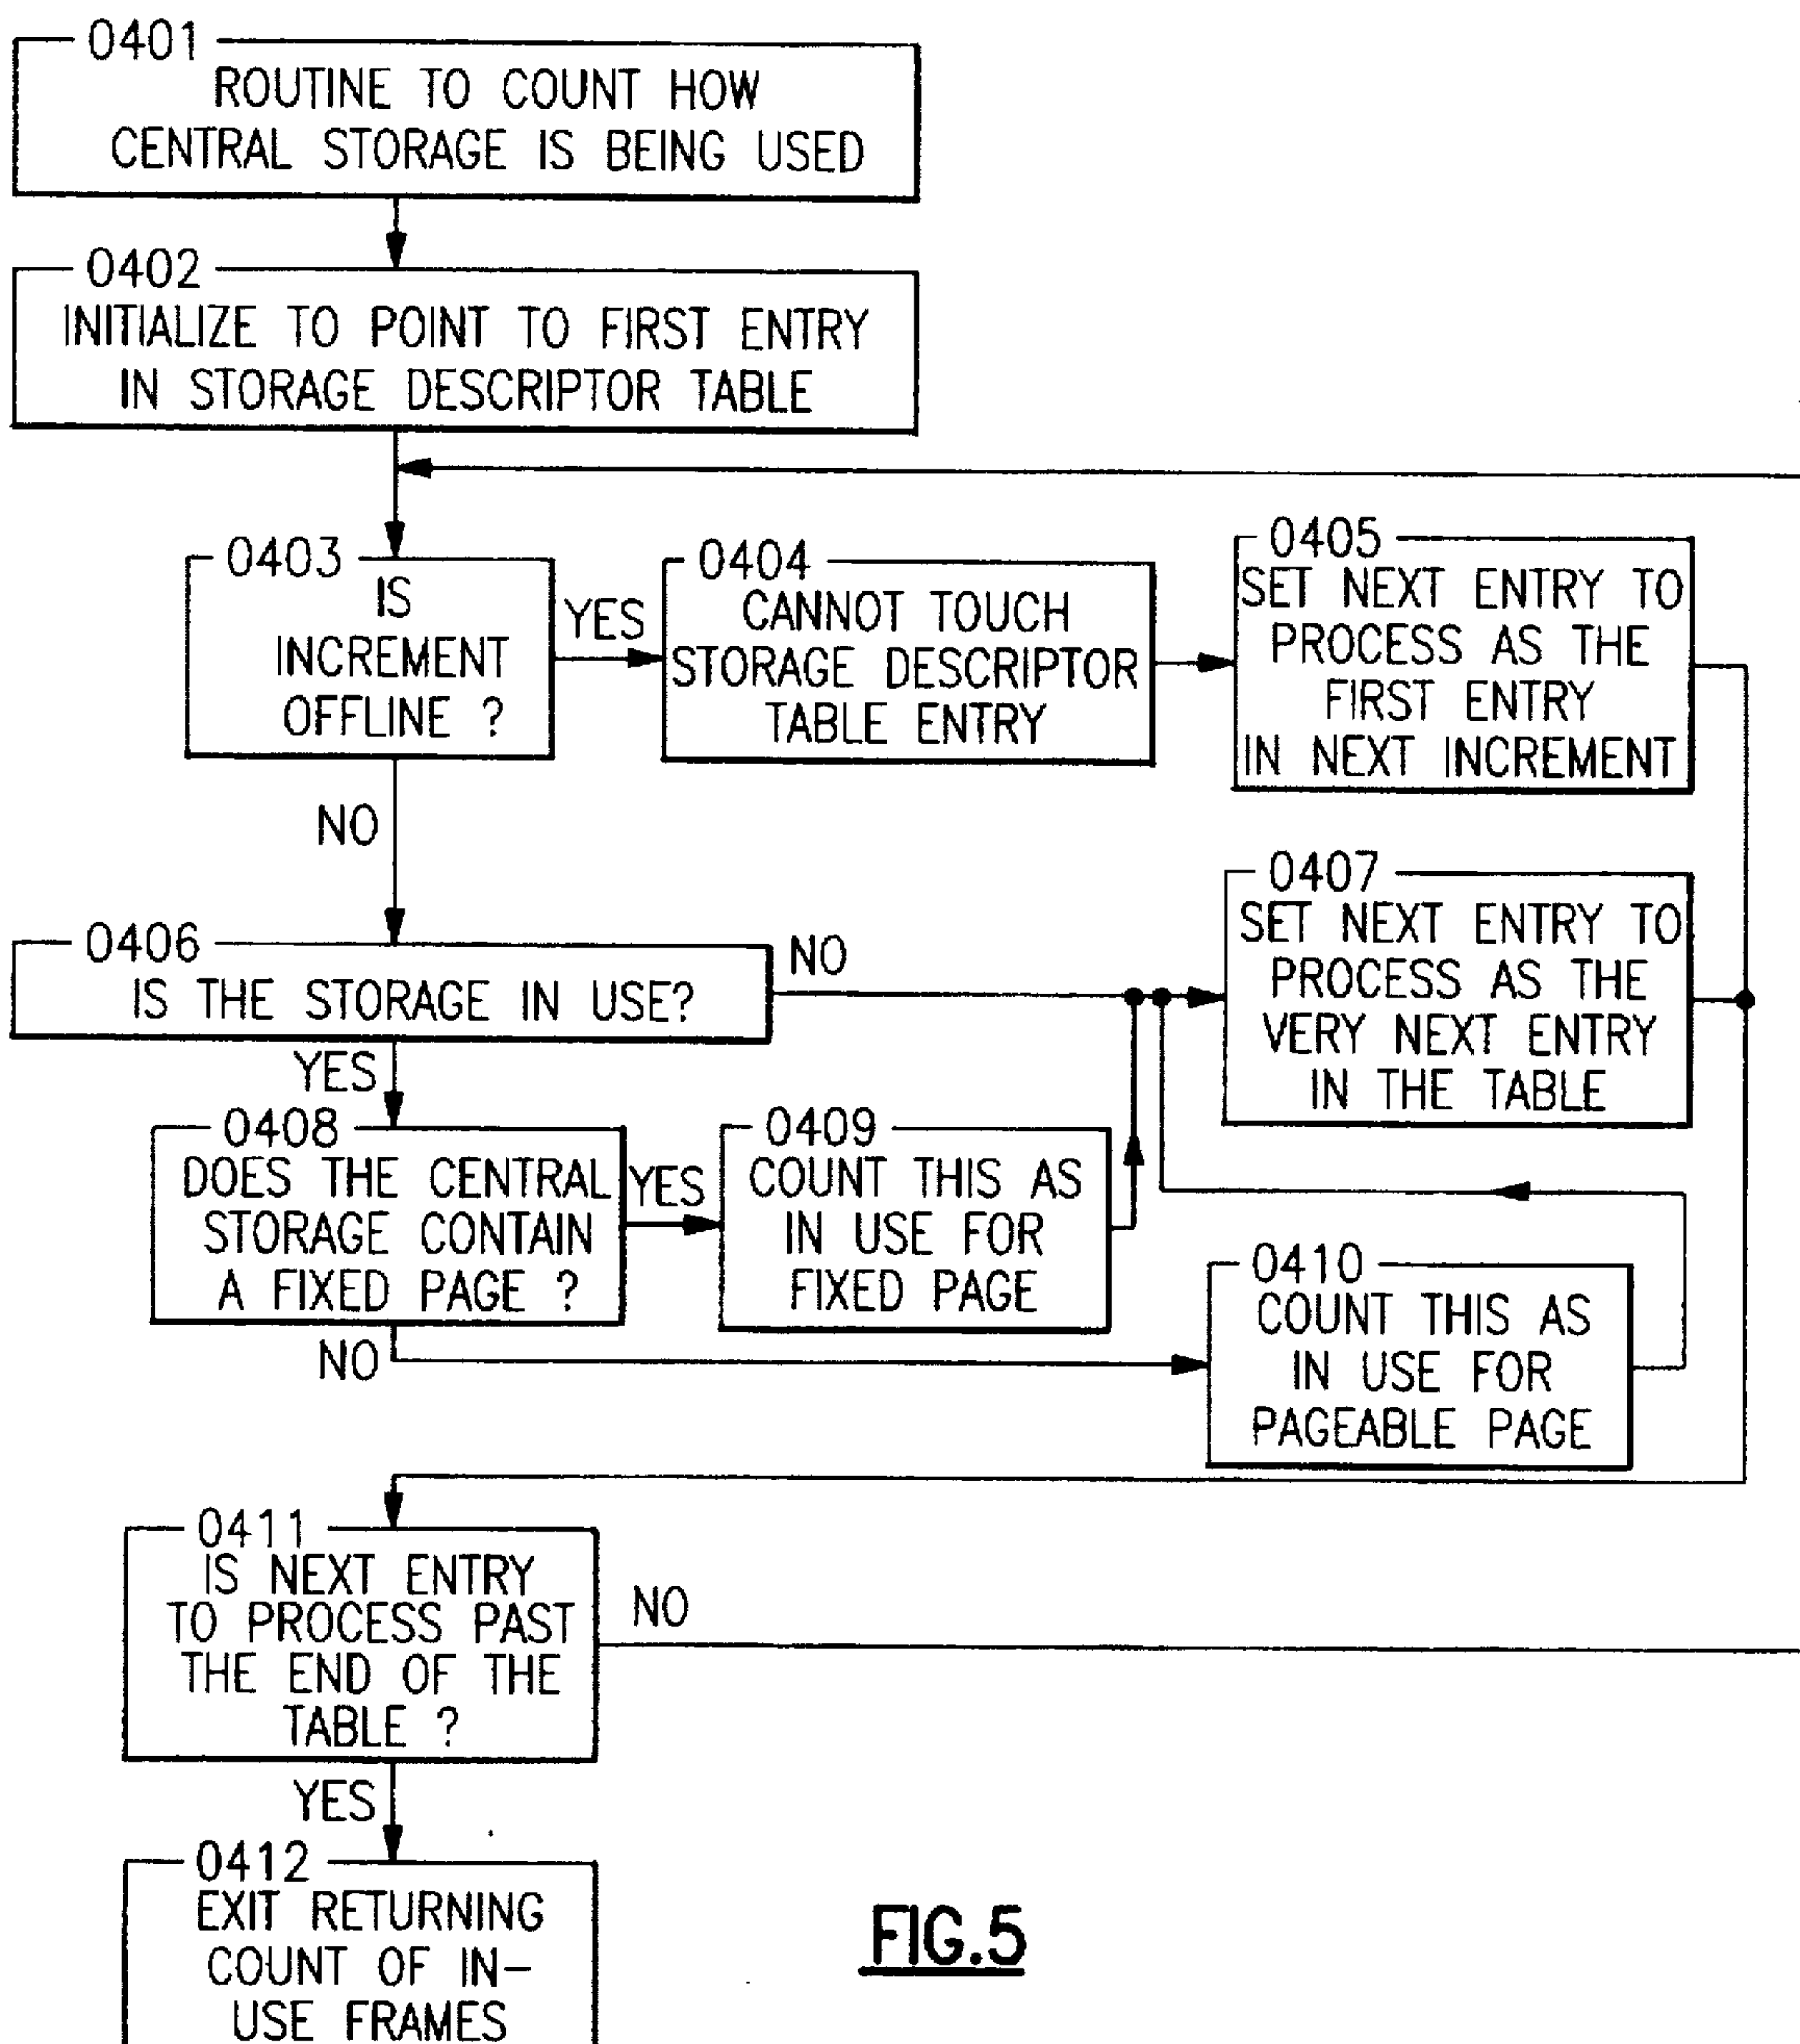 0401
ROUTINE TO COUNT HOW
CENTRAL STORAGE IS BEING USED
0402
INITIALIZE TO POINT TO FIRST ENTRY
IN STORAGE DESCRIPTOR TABLE
0403
IS
INCREMENT
OFFLINE ?
YES
NO
0404
CANNOT TOUCH
STORAGE DESCRIPTOR
TABLE ENTRY
0405
SET NEXT ENTRY TO
PROCESS AS THE
FIRST ENTRY
IN NEXT INCREMENT
0406
IS THE STORAGE IN USE?
NO
YES
0407
SET NEXT ENTRY TO
PROCESS AS THE
VERY NEXT ENTRY
IN THE TABLE
0408
DOES THE CENTRAL
STORAGE CONTAIN
A FIXED PAGE ?
YES
NO
0409
COUNT THIS AS
IN USE FOR
FIXED PAGE
0410
COUNT THIS AS
IN USE FOR
PAGEABLE PAGE
0411
IS NEXT ENTRY
TO PROCESS PAST
THE END OF THE
TABLE ?
NO
YES
0412
EXIT RETURNING
COUNT OF IN-
USE FRAMES
FIG.5